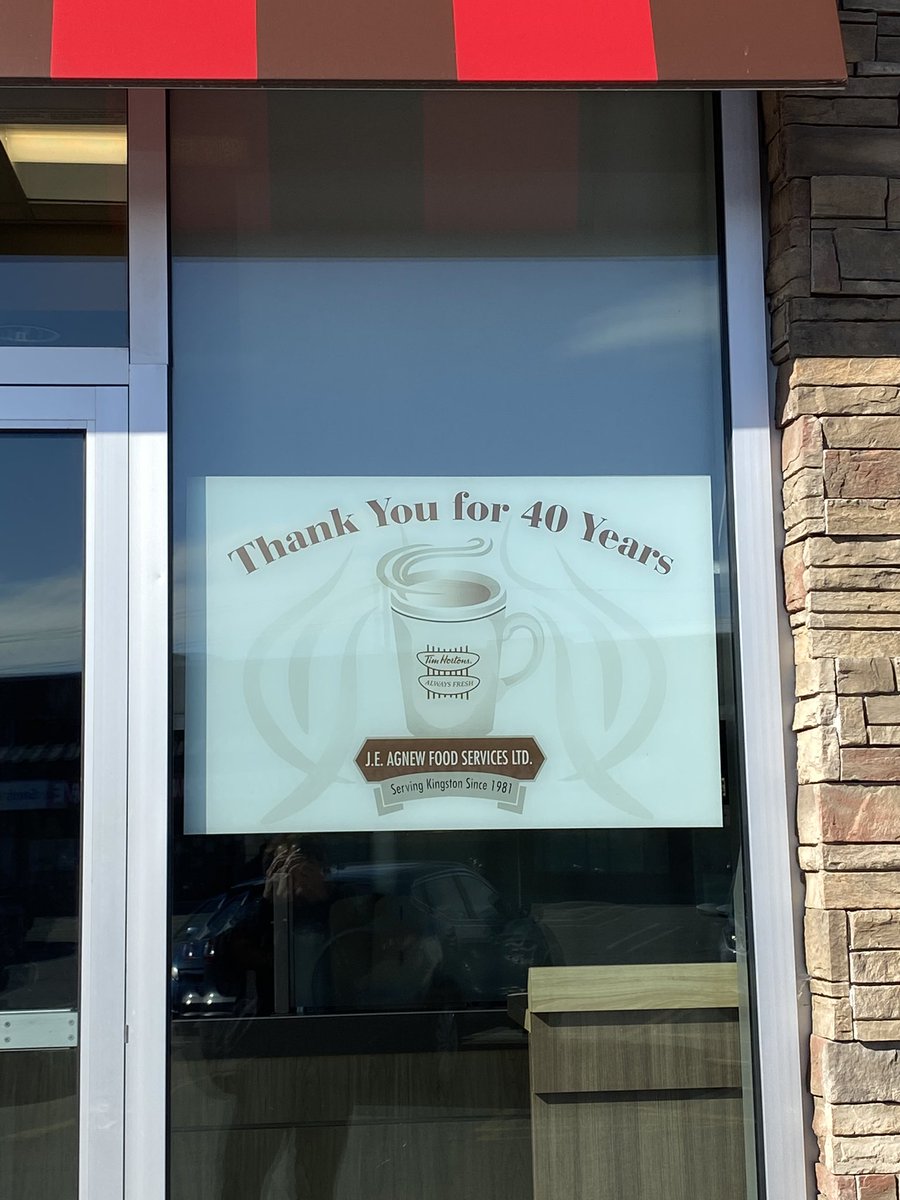 Thank You for 40 Years
Tim Hortons.
ALWAYS FRESH
J.E. AGNEW FOOD SERVICES LTD.
Serving Kingston Since 1981